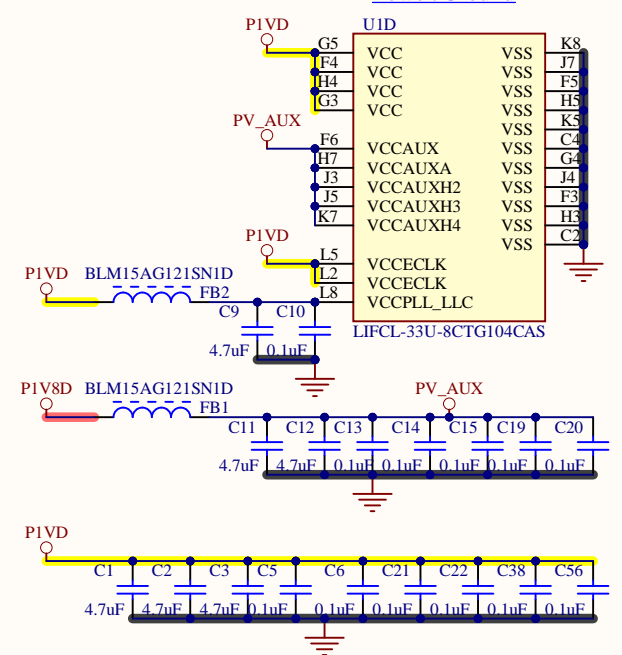 P1VD
U1D
G5 VCC VSS K8
F4 VCC VSS J7
H4 VCC VSS F5
G3 VCC VSS H5
VSS K5
PV_AUX
F6 VCCAUX VSS C4
H7 VCCAUXA VSS G4
J3 VCCAUXH2 VSS J4
J5 VCCAUXH3 VSS F3
K7 VCCAUXH4 VSS H3
VSS C2
P1VD
L5 VCCECLK
L2 VCCECLK
L8 VCCPLL_LLC
LIFCL-33U-8CTG104CAS
P1VD BLM15AG121SN1D
FB2
C9 C10
4.7uF 0.1uF
P1V8D BLM15AG121SN1D PV_AUX
FB1
C11 C12 C13 C14 C15 C19 C20
4.7uF 4.7uF 0.1uF 0.1uF 0.1uF 0.1uF 0.1uF
P1VD
C1 C2 C3 C5 C6 C21 C22 C38 C56
4.7uF 4.7uF 4.7uF 0.1uF 0.1uF 0.1uF 0.1uF 0.1uF 0.1uF